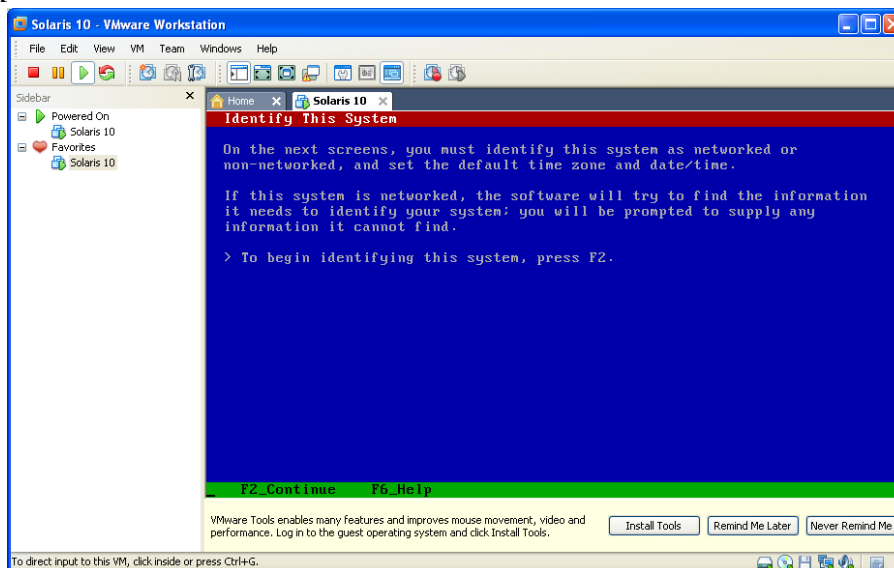 Solaris 10 - VMware Workstation
File Edit View VM Team Windows Help
Sidebar
Powered On
Solaris 10
Favorites
Solaris 10
Home Solaris 10
Identify This System
On the next screens, you must identify this system as networked or
non-networked, and set the default time zone and date/time.
If this system is networked, the software will try to find the information
it needs to identify your system; you will be prompted to supply any
information it cannot find.
> To begin identifying this system, press F2.
F2_Continue F6_Help
VMware Tools enables many features and improves mouse movement, video and
performance. Log in to the guest operating system and click Install Tools.
Install Tools Remind Me Later Never Remind Me
To direct input to this VM, click inside or press Ctrl+G.